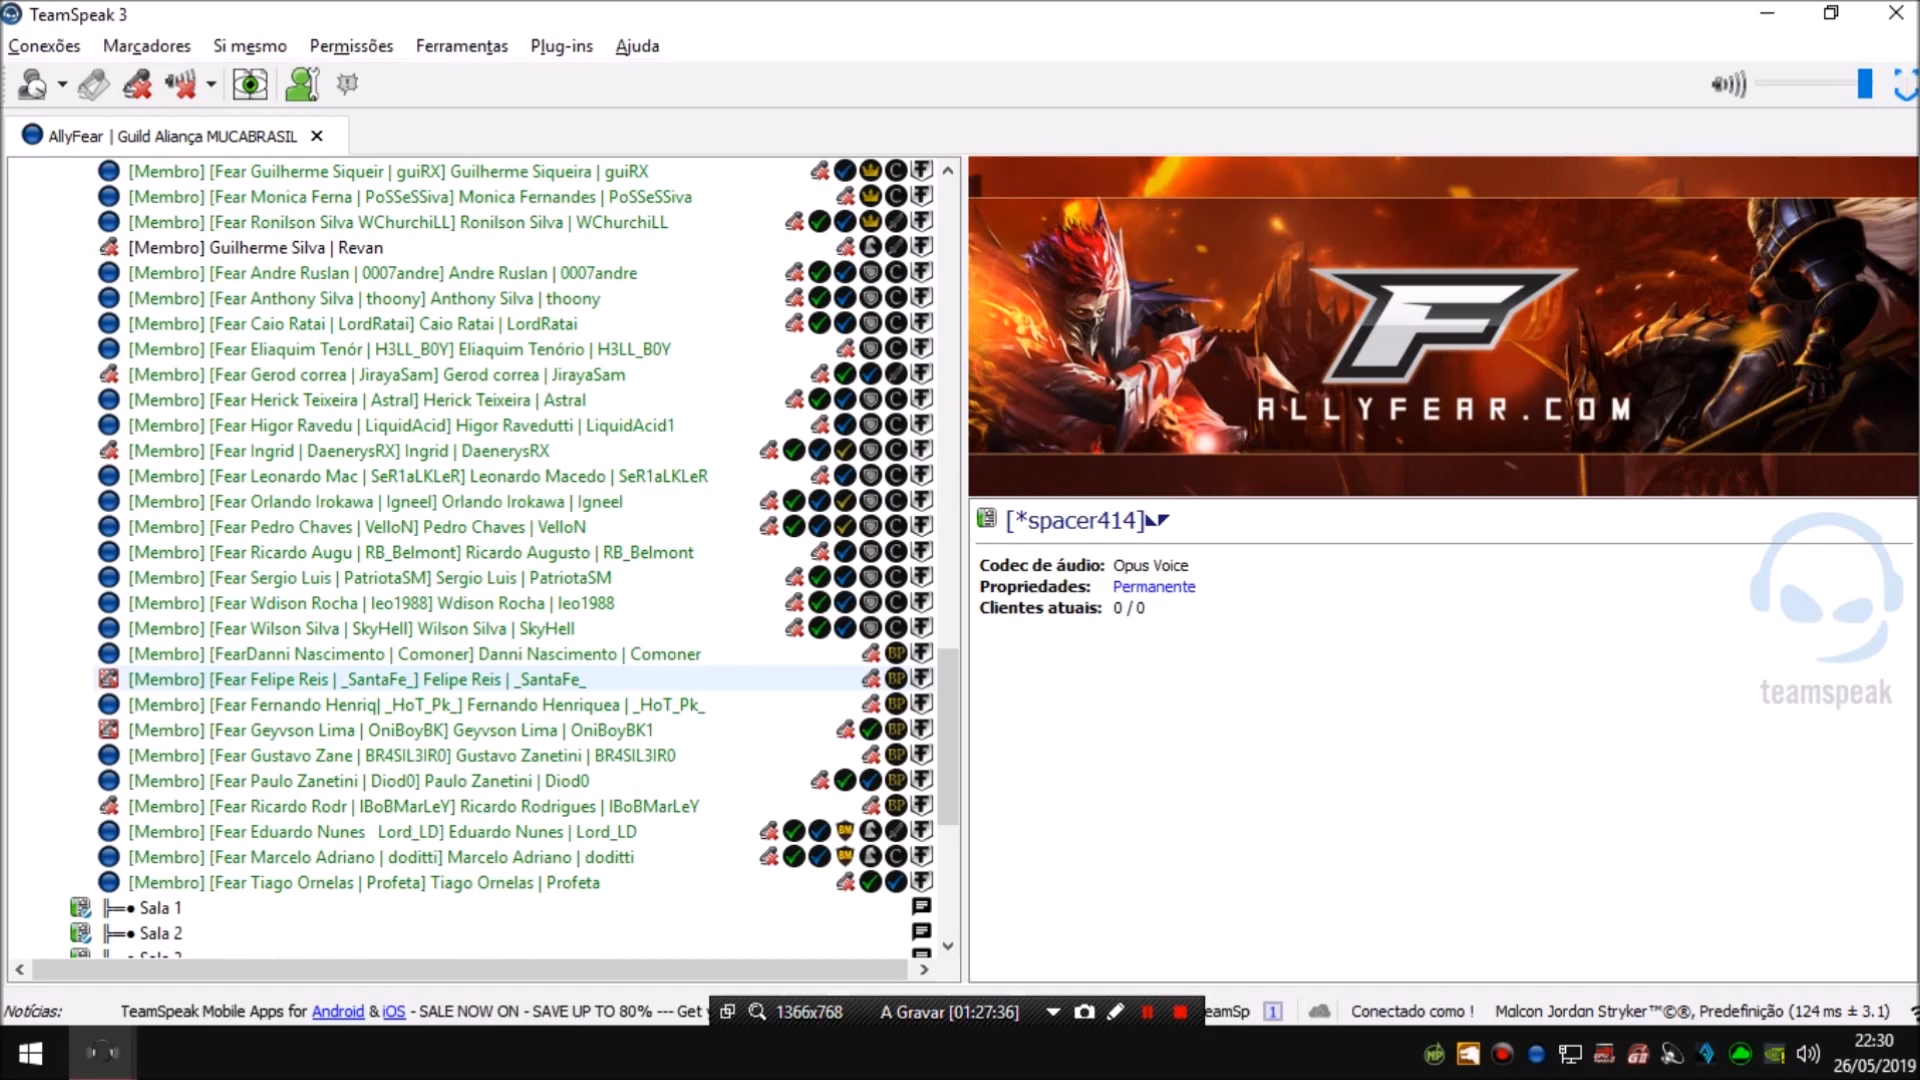 TeamSpeak 3
Conexões Marcadores Si mesmo Permissões Ferramentas Plug-ins Ajuda
AllyFear | Guild Aliança MUCABRASIL
[Membro] [Fear Guilherme Siqueir | guiRX] Guilherme Siqueira | guiRX
[Membro] [Fear Monica Ferna | PoSSeSSiva] Monica Fernandes | PoSSeSSiva
[Membro] [Fear Ronilson Silva WChurchiLL] Ronilson Silva | WChurchiLL
[Membro] Guilherme Silva | Revan
[Membro] [Fear Andre Ruslan | 0007andre] Andre Ruslan | 0007andre
[Membro] [Fear Anthony Silva | thoony] Anthony Silva | thoony
[Membro] [Fear Caio Ratai | LordRatai] Caio Ratai | LordRatai
[Membro] [Fear Eliaquim Tenór | H3LL_B0Y] Eliaquim Tenório | H3LL_B0Y
[Membro] [Fear Gerod correa | JirayaSam] Gerod correa | JirayaSam
[Membro] [Fear Herick Teixeira | Astral] Herick Teixeira | Astral
[Membro] [Fear Higor Ravedu | LiquidAcid] Higor Ravedutti | LiquidAcid1
[Membro] [Fear Ingrid | DaenerysRX] Ingrid | DaenerysRX
[Membro] [Fear Leonardo Mac | SeR1aLKLeR] Leonardo Macedo | SeR1aLKLeR
[Membro] [Fear Orlando Irokawa | Igneel] Orlando Irokawa | Igneel
[Membro] [Fear Pedro Chaves | VelloN] Pedro Chaves | VelloN
[Membro] [Fear Ricardo Augu | RB_Belmont] Ricardo Augusto | RB_Belmont
[Membro] [Fear Sergio Luis | PatriotaSM] Sergio Luis | PatriotaSM
[Membro] [Fear Wdison Rocha | leo1988] Wdison Rocha | leo1988
[Membro] [Fear Wilson Silva | SkyHell] Wilson Silva | SkyHell
[Membro] [FearDanni Nascimento | Comoner] Danni Nascimento | Comoner
[Membro] [Fear Felipe Reis | _SantaFe_] Felipe Reis | _SantaFe_
[Membro] [Fear Fernando Henriq| _HoT_Pk_] Fernando Henriquea | _HoT_Pk_
[Membro] [Fear Geyvson Lima | OniBoyBK] Geyvson Lima | OniBoyBK1
[Membro] [Fear Gustavo Zane | BR4SIL3IR0] Gustavo Zanetini | BR4SIL3IR0
[Membro] [Fear Paulo Zanetini | Diod0] Paulo Zanetini | Diod0
[Membro] [Fear Ricardo Rodr | IBoBMarLeY] Ricardo Rodrigues | IBoBMarLeY
[Membro] [Fear Eduardo Nunes Lord_LD] Eduardo Nunes | Lord_LD
[Membro] [Fear Marcelo Adriano | doditti] Marcelo Adriano | doditti
[Membro] [Fear Tiago Ornelas | Profeta] Tiago Ornelas | Profeta
╠═● Sala 1
╠═● Sala 2
F
ALLYFEAR.COM
[*spacer414]◣◤
Codec de áudio: Opus Voice
Propriedades: Permanente
Clientes atuais: 0 / 0
teamspeak
Notícias: TeamSpeak Mobile Apps for Android & iOS - SALE NOW ON - SAVE UP TO 80% --- Get
1366x768 A Gravar [01:27:36]
eamSp 1 Conectado como ! Malcon Jordan Stryker™©®, Predefinição (124 ms ± 3.1)
22:30
26/05/2019